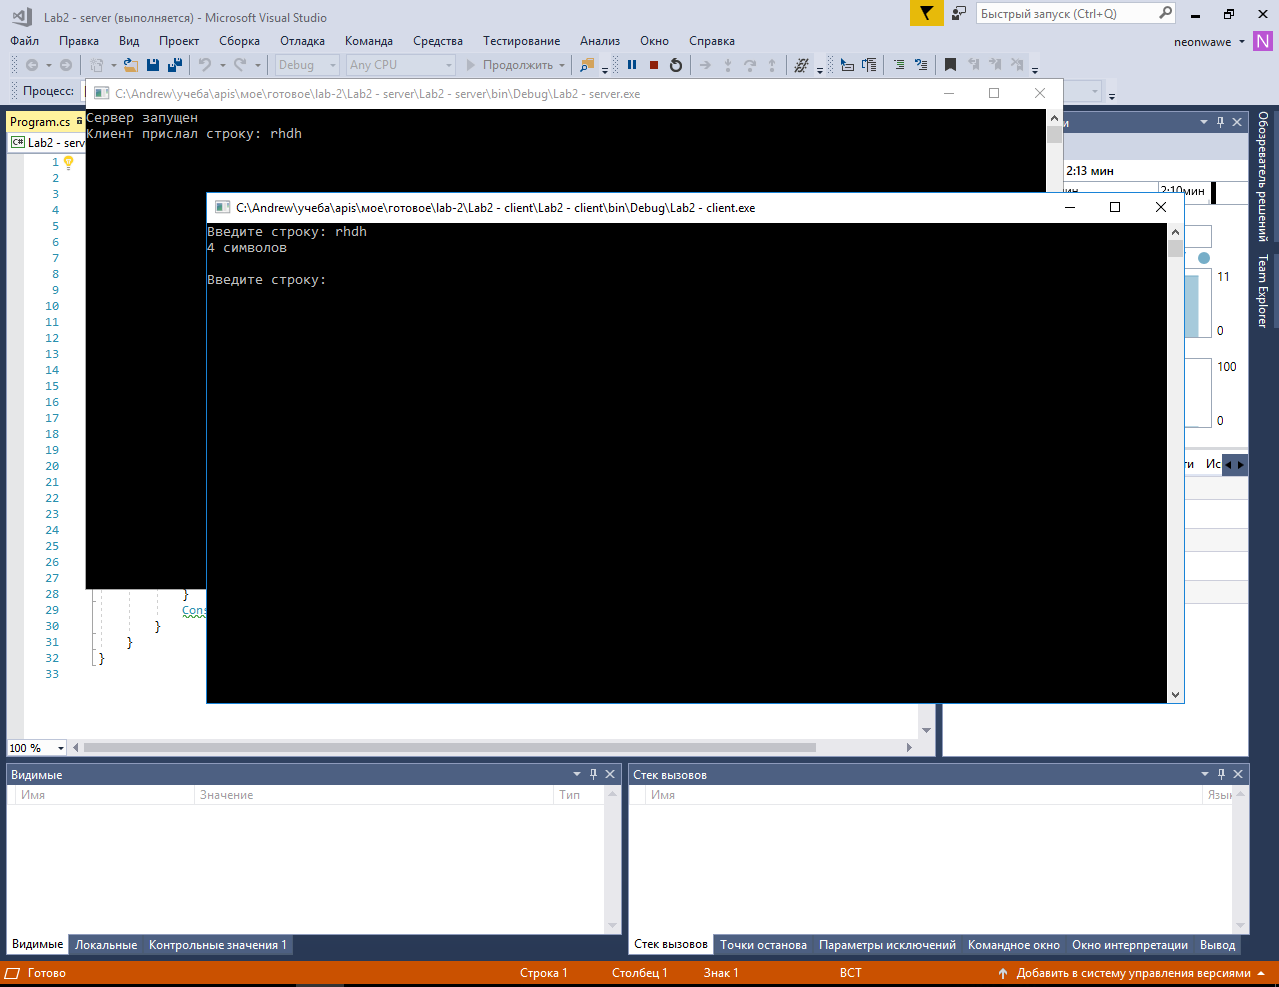 Lab2 - server (выполняется) - Microsoft Visual Studio
Быстрый запуск (Ctrl+Q)
Файл Правка Вид Проект Сборка Отладка Команда Средства Тестирование Анализ Окно Справка
neonwawe N
Debug Any CPU Продолжить
Процесс:
C:\Andrew\учеба\apis\мое\готовое\lab-2\Lab2 - server\Lab2 - server\bin\Debug\Lab2 - server.exe
Program.cs
Сервер запущен
Клиент прислал строку: rhdh
C# Lab2 - serv
2:13 мин
2:10мин
C:\Andrew\учеба\apis\мое\готовое\lab-2\Lab2 - client\Lab2 - client\bin\Debug\Lab2 - client.exe
Введите строку: rhdh
4 символов
Введите строку:
Обозреватель решений
Team Explorer
11
0
100
0
ти Ис
1
2
3
4
5
6
7
8
9
10
11
12
13
14
15
16
17
18
19
20
21
22
23
24
25
26
27
28 }
29 Cons
30 }
31 }
32 }
33
100 %
Видимые
Имя Значение Тип
Видимые Локальные Контрольные значения 1
Стек вызовов
Имя Язык
Стек вызовов Точки останова Параметры исключений Командное окно Окно интерпретации Вывод
Готово Строка 1 Столбец 1 Знак 1 ВСТ Добавить в систему управления версиями